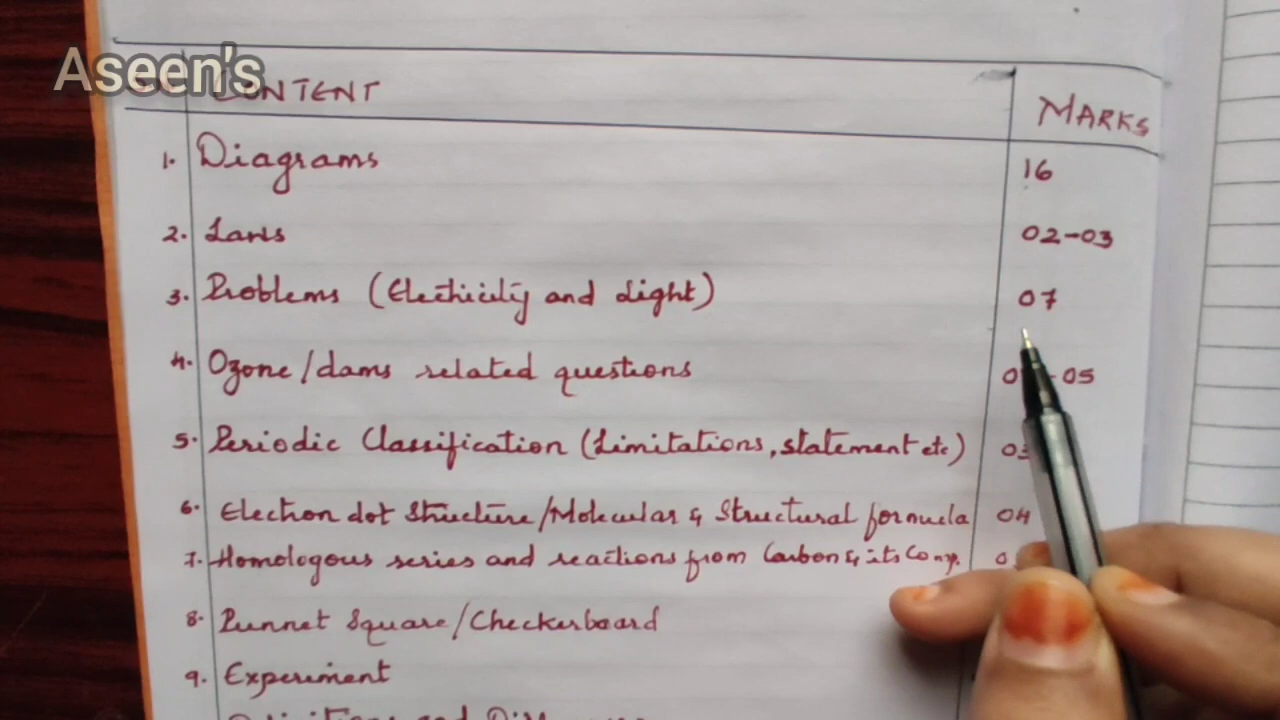 Aseen's
CONTENT MARKS
1. Diagrams 16
2. Laws 02-03
3. Problems (Electricity and Light) 07
4. Ozone/dams related questions 05
5. Periodic Classification (Limitations, statement etc) 03
6. Electron dot Structure/Molecular & Structural formula 04
7. Homologous series and reactions from Carbon & its Comp.
8. Punnet Square/Checkerboard
9. Experiment